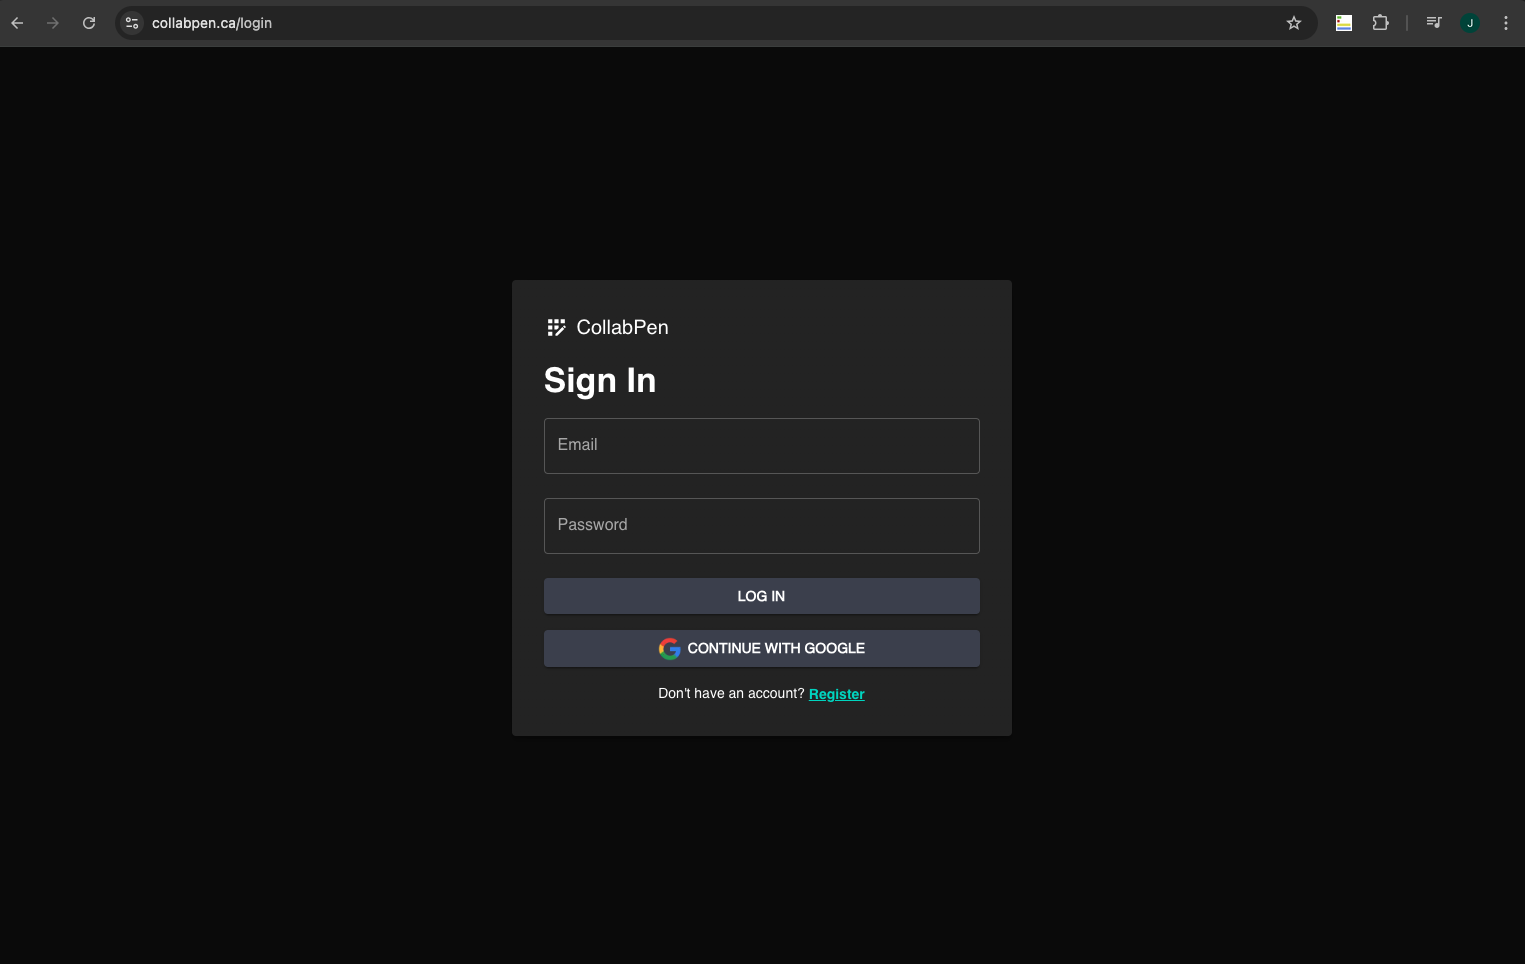 collabpen.ca/login
J
CollabPen
Sign In
Email
Password
LOG IN
CONTINUE WITH GOOGLE
Don't have an account? Register